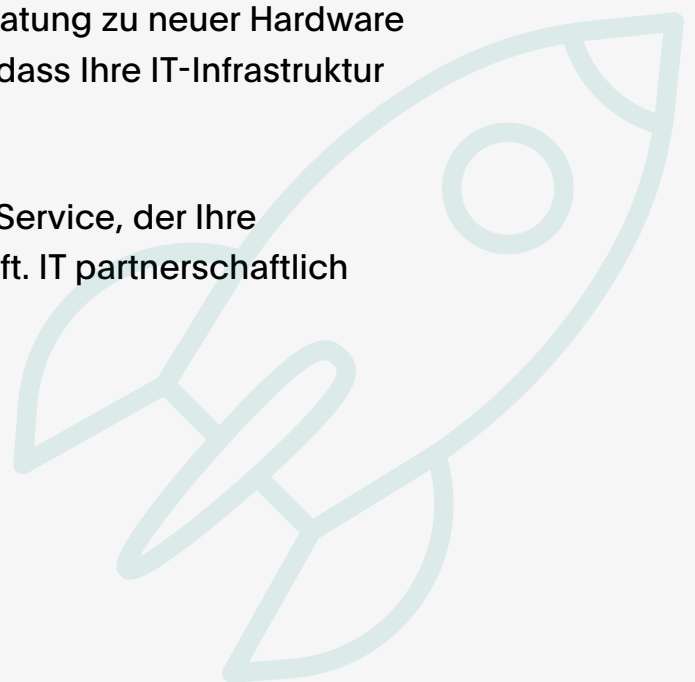 atung zu neuer Hardware
dass Ihre IT-Infrastruktur
Service, der Ihre
ft. IT partnerschaftlich